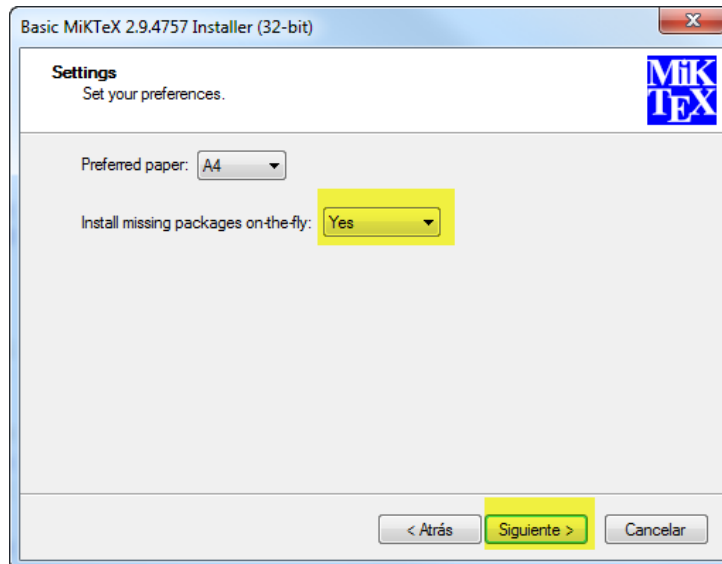 Basic MiKTeX 2.9.4757 Installer (32-bit)
Settings
Set your preferences.
MiK
TEX
Preferred paper: A4
Install missing packages on-the-fly: Yes
< Atrás Siguiente > Cancelar